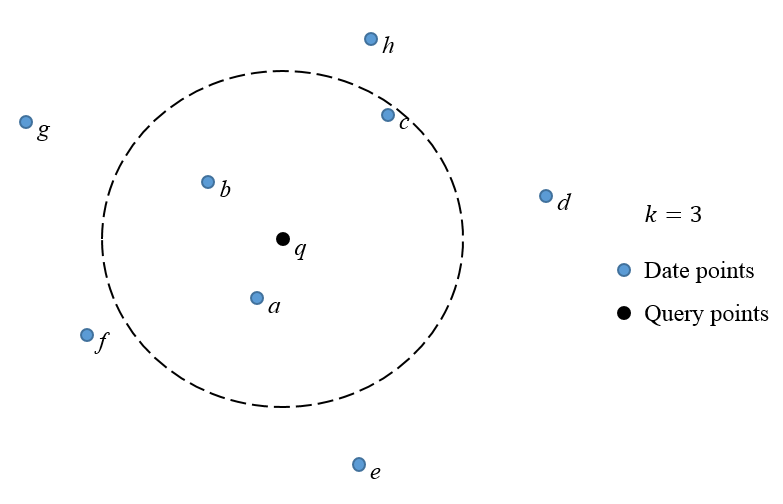 h
g
c
b
d
k = 3
q
Date points
a
Query points
f
e